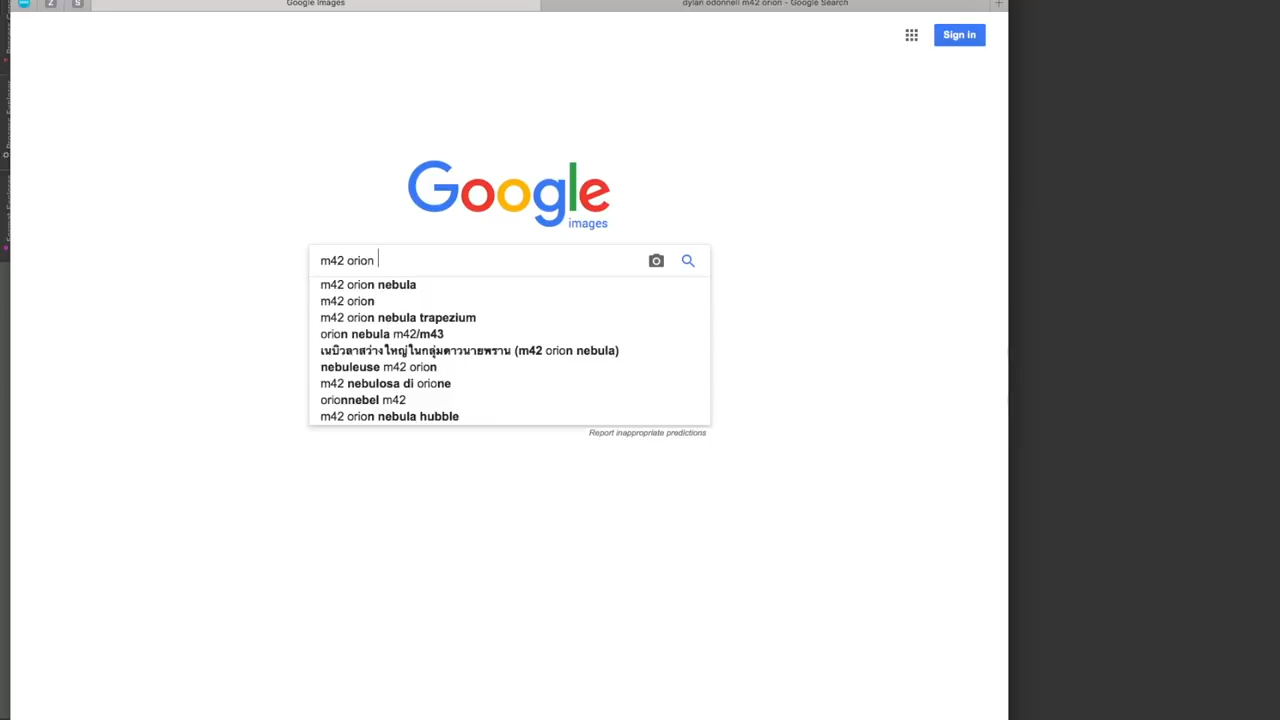 Google Images
dylan odonnell m42 orion - Google Search
Z
S
Sign in
Google
images
m42 orion
m42 orion nebula
m42 orion
m42 orion nebula trapezium
orion nebula m42/m43
เนบิวลาสว่างใหญ่ในกลุ่มดาวนายพราน (m42 orion nebula)
nebuleuse m42 orion
m42 nebulosa di orione
orionnebel m42
m42 orion nebula hubble
Report inappropriate predictions